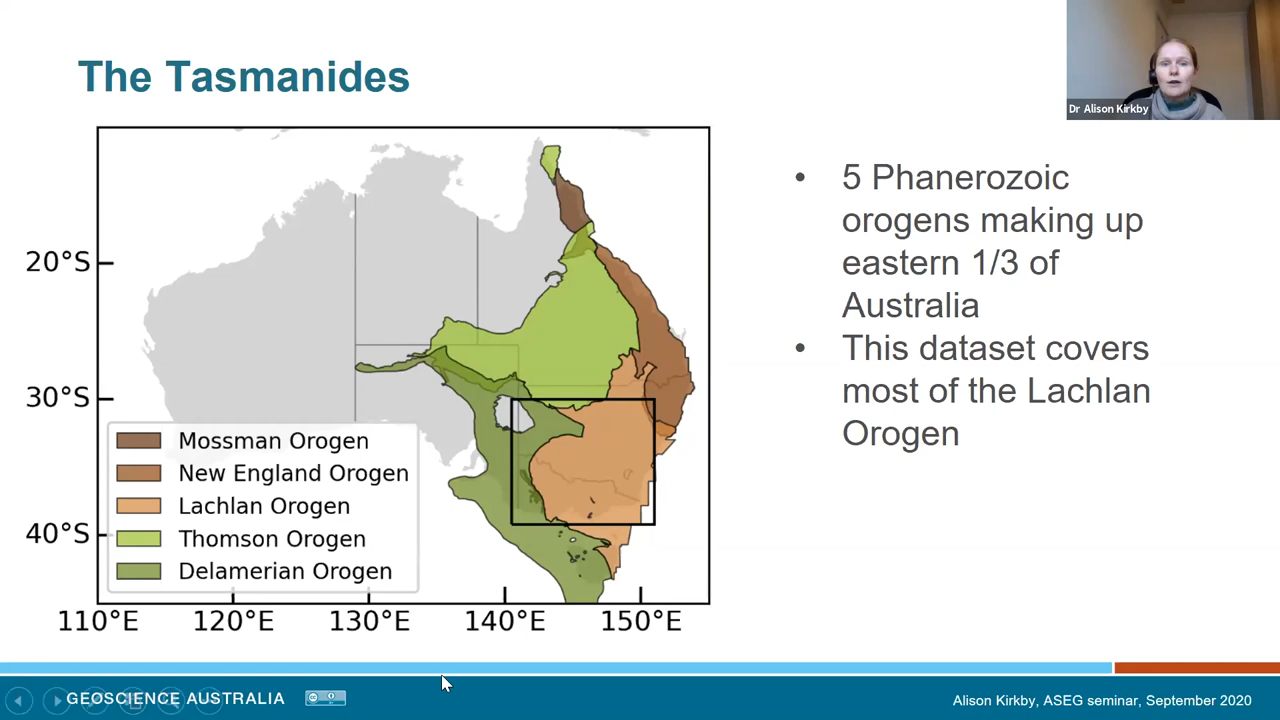 The Tasmanides
Dr Alison Kirkby
• 5 Phanerozoic
orogens making up
eastern 1/3 of
Australia
• This dataset covers
most of the Lachlan
Orogen
20°S
30°S
40°S
Mossman Orogen
New England Orogen
Lachlan Orogen
Thomson Orogen
Delamerian Orogen
110°E 120°E 130°E 140°E 150°E
GEOSCIENCE AUSTRALIA
Alison Kirkby, ASEG seminar, September 2020